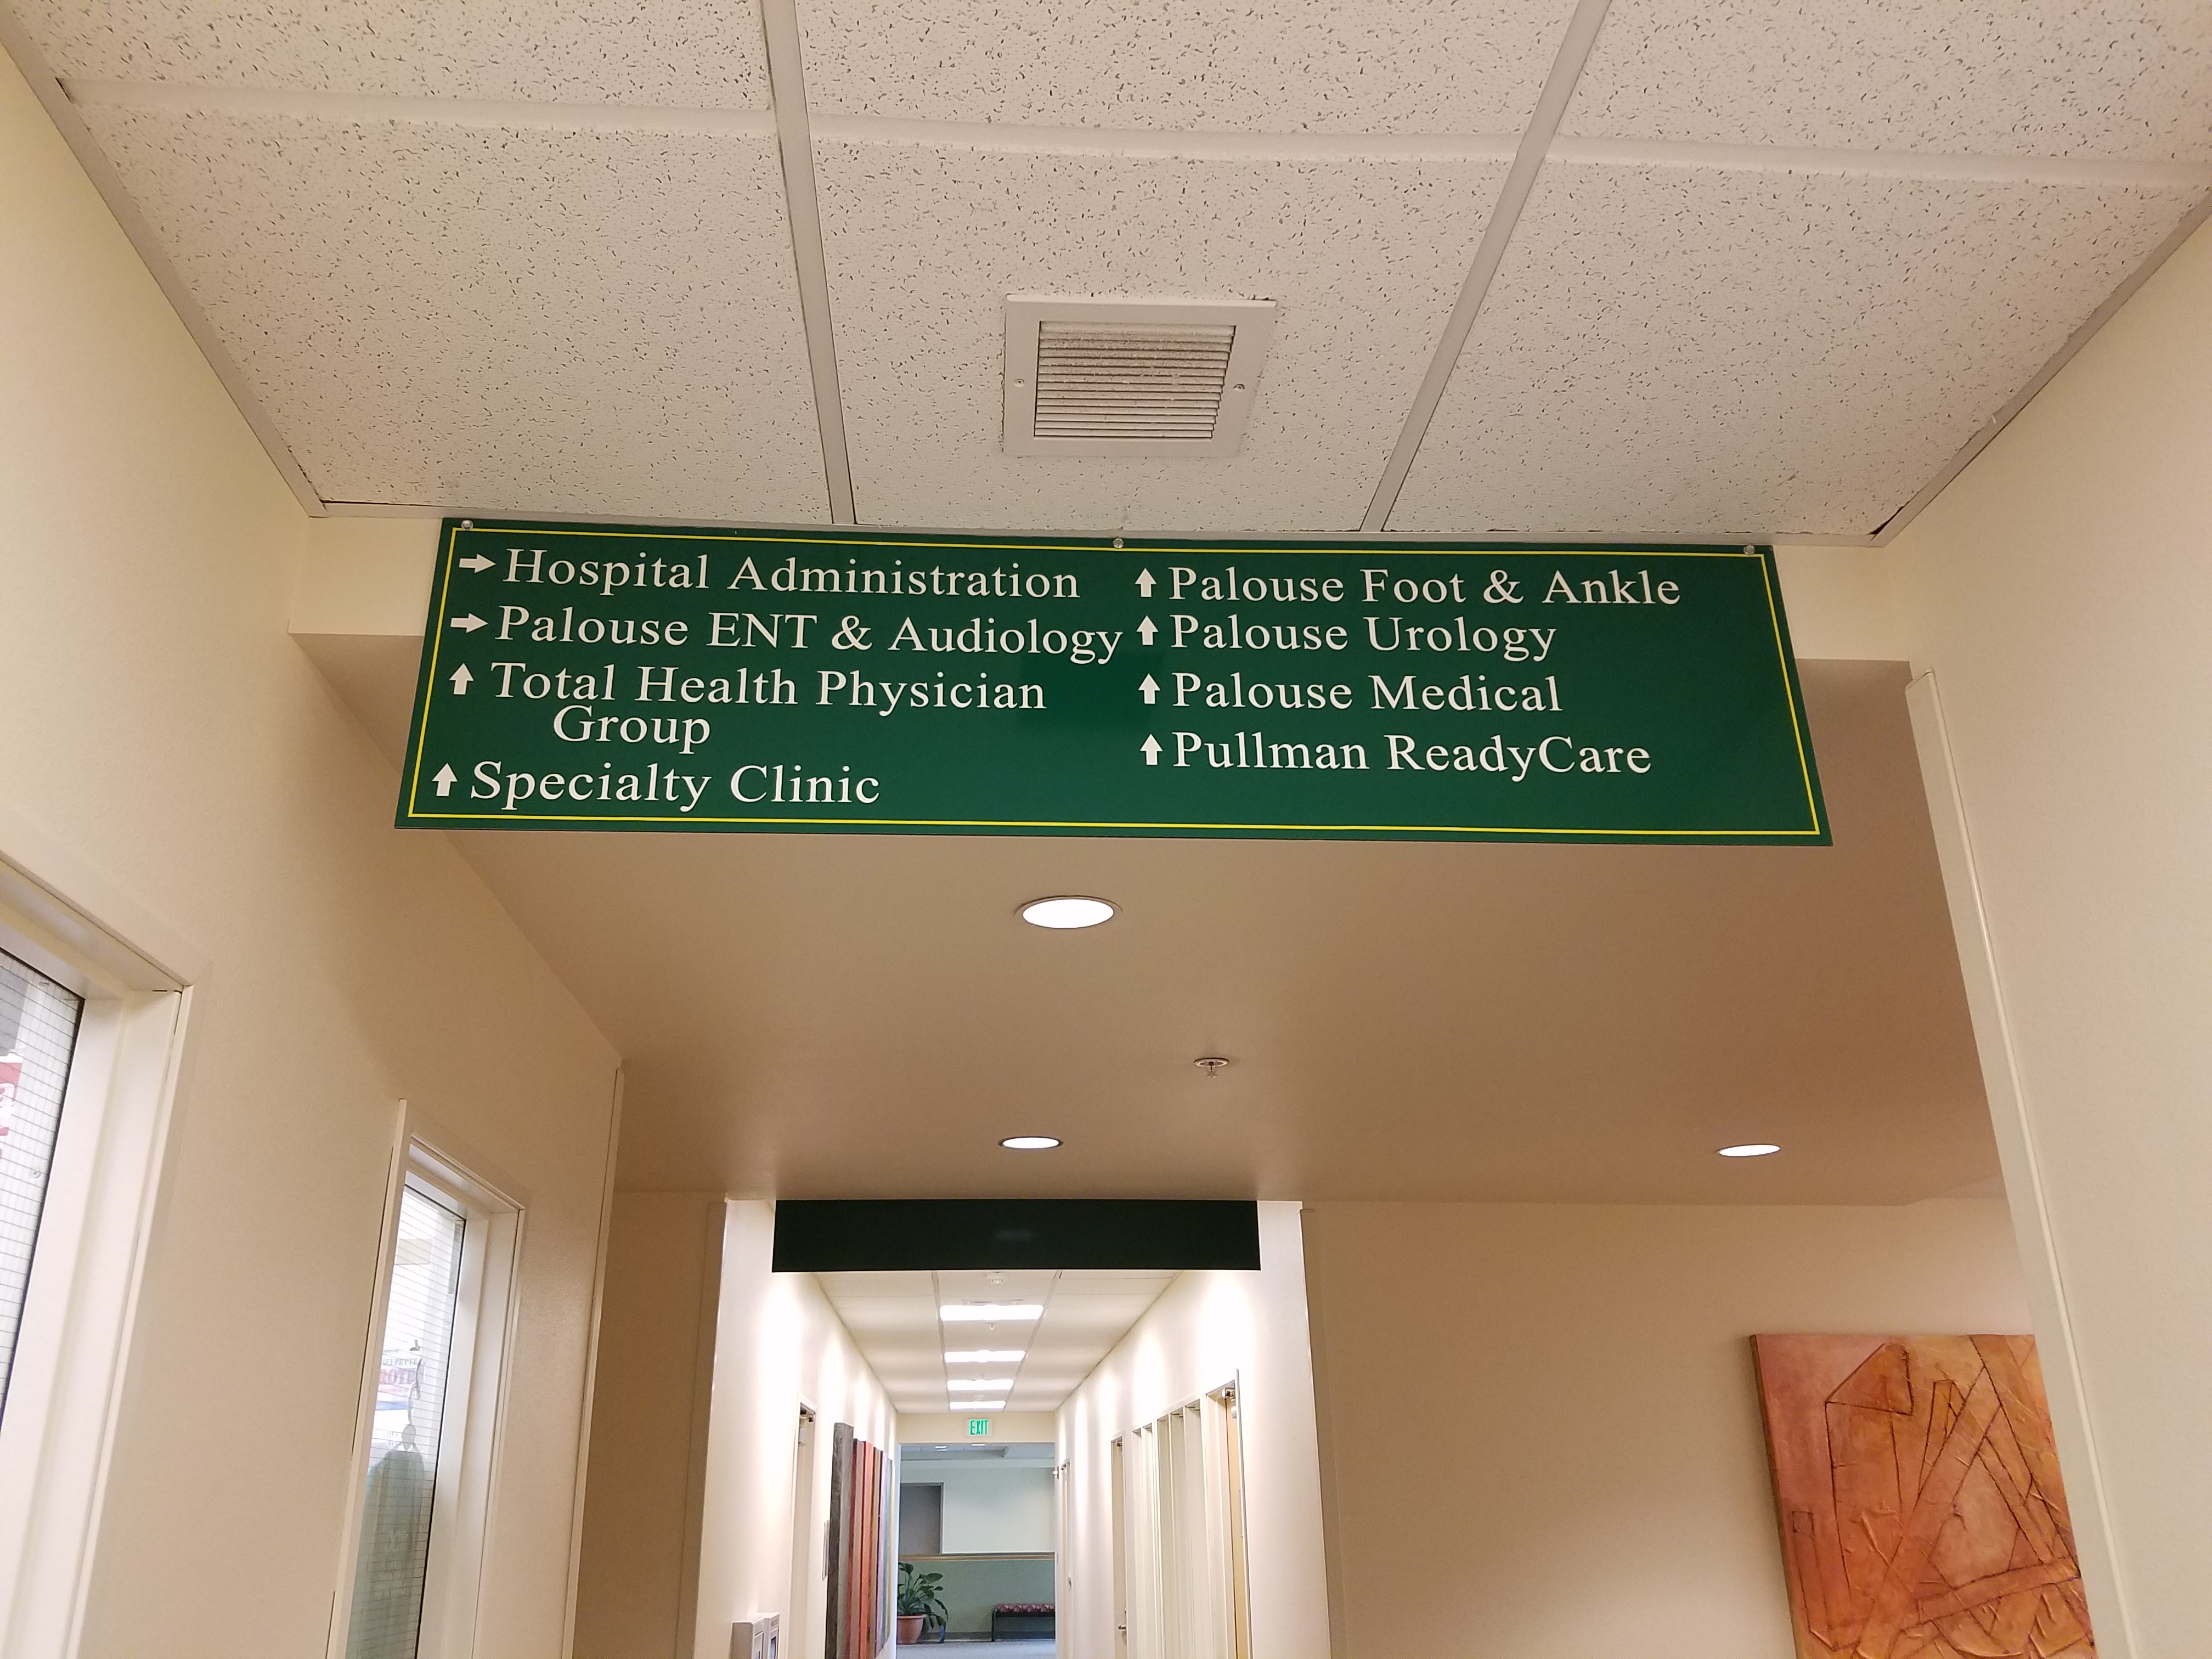 ➡ Hospital Administration
➡ Palouse ENT & Audiology
⬆ Total Health Physician
Group
⬆ Specialty Clinic
⬆ Palouse Foot & Ankle
⬆ Palouse Urology
⬆ Palouse Medical
⬆ Pullman ReadyCare
EXIT